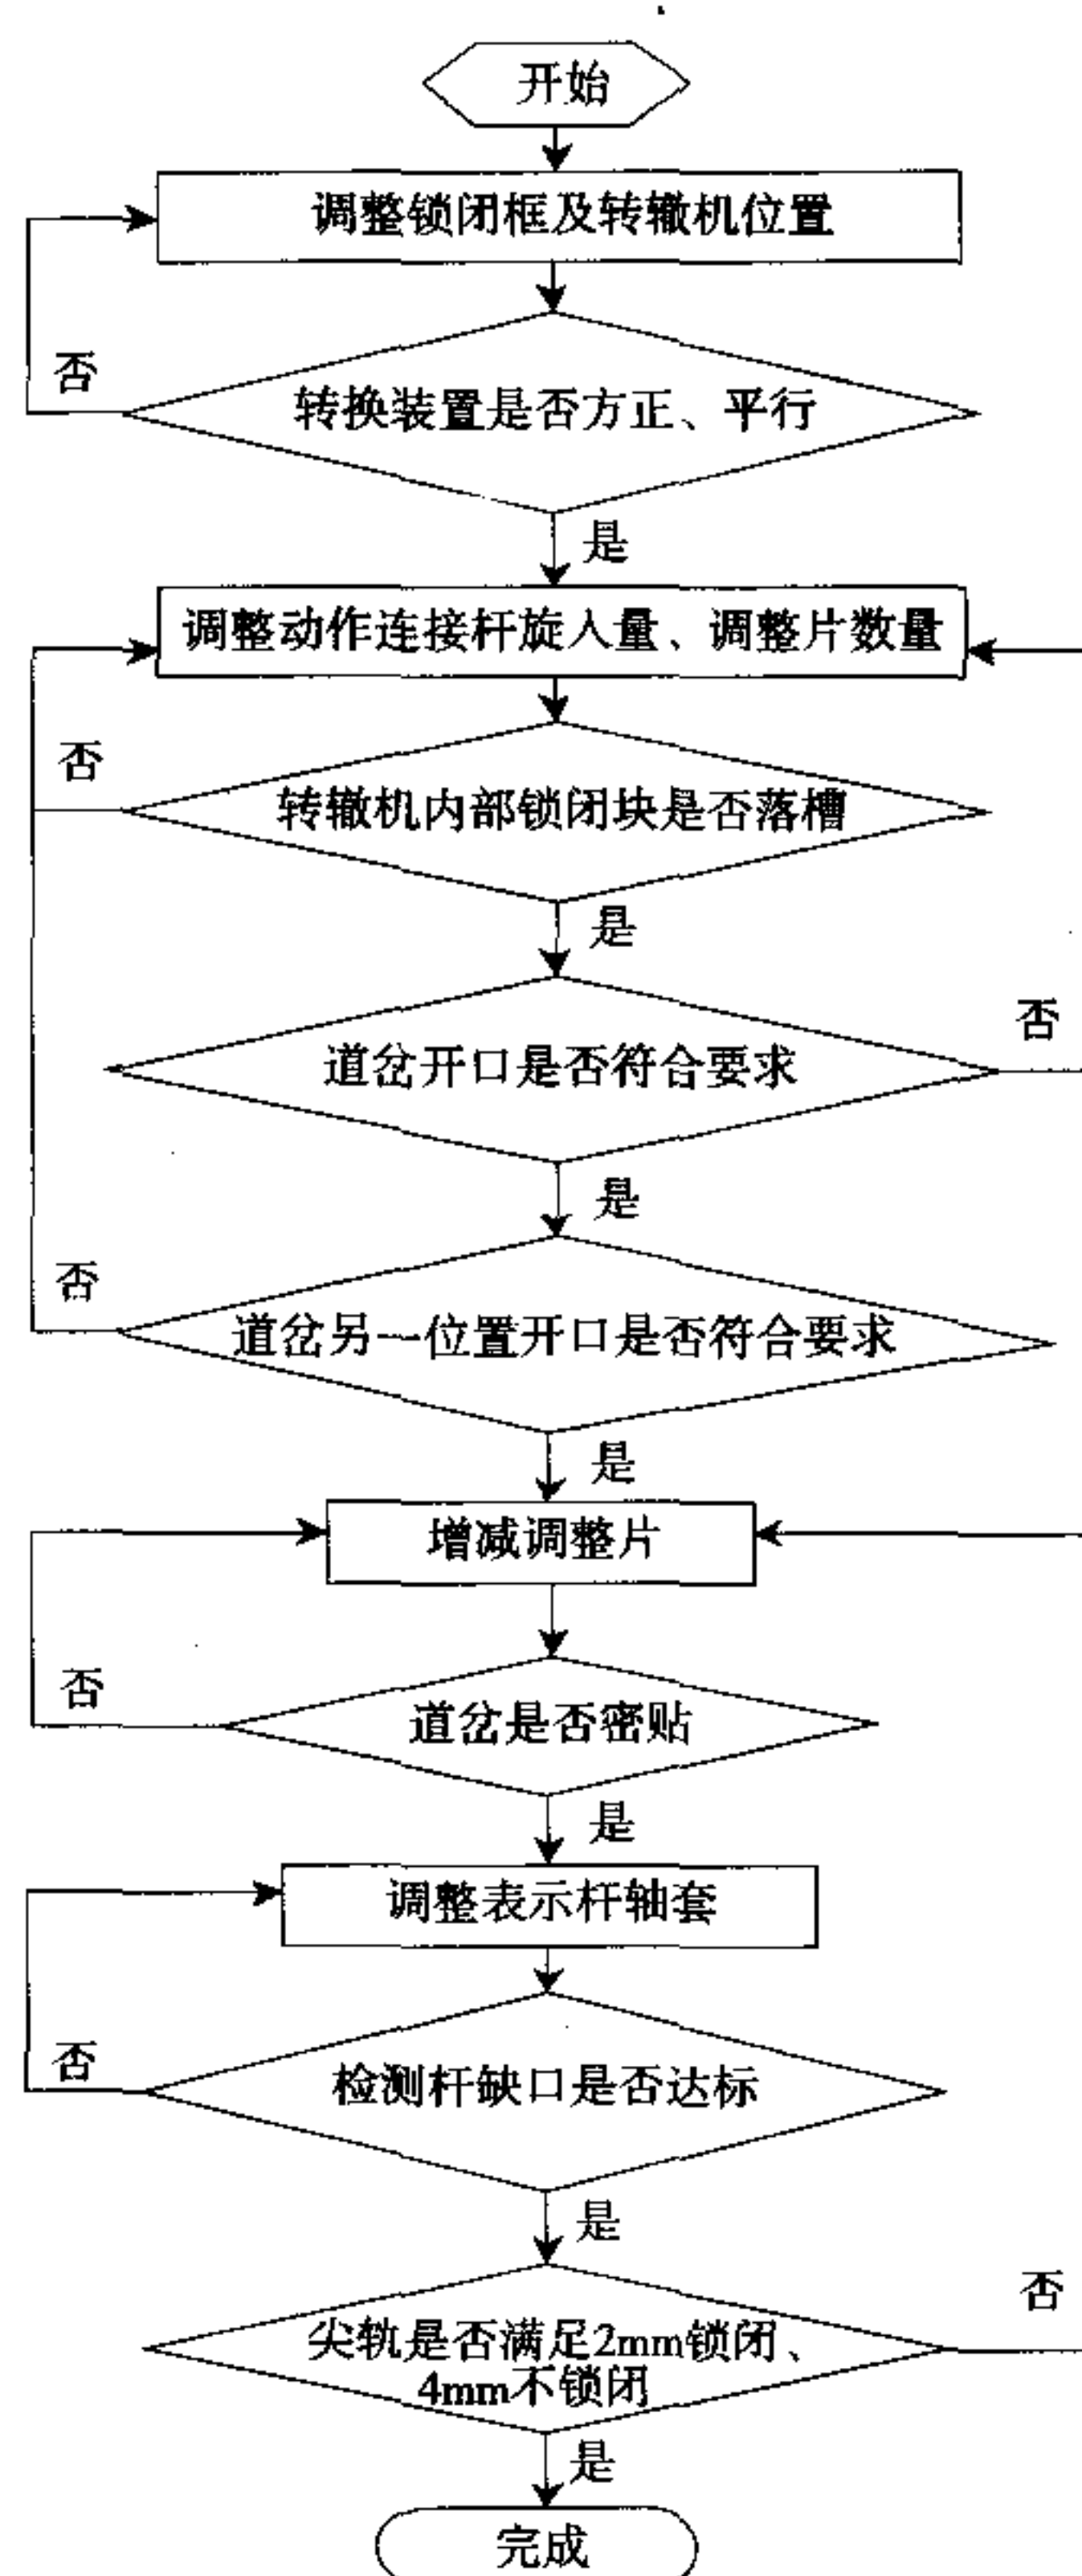 开始
调整锁闭框及转辙机位置
否
转换装置是否方正、平行
是
调整动作连接杆旋入量、调整片数量
否
转辙机内部锁闭块是否落槽
是
否
道岔开口是否符合要求
是
否
道岔另一位置开口是否符合要求
是
增减调整片
否
道岔是否密贴
是
调整表示杆轴套
否
检测杆缺口是否达标
是
否
尖轨是否满足2mm锁闭、
4mm不锁闭
是
完成